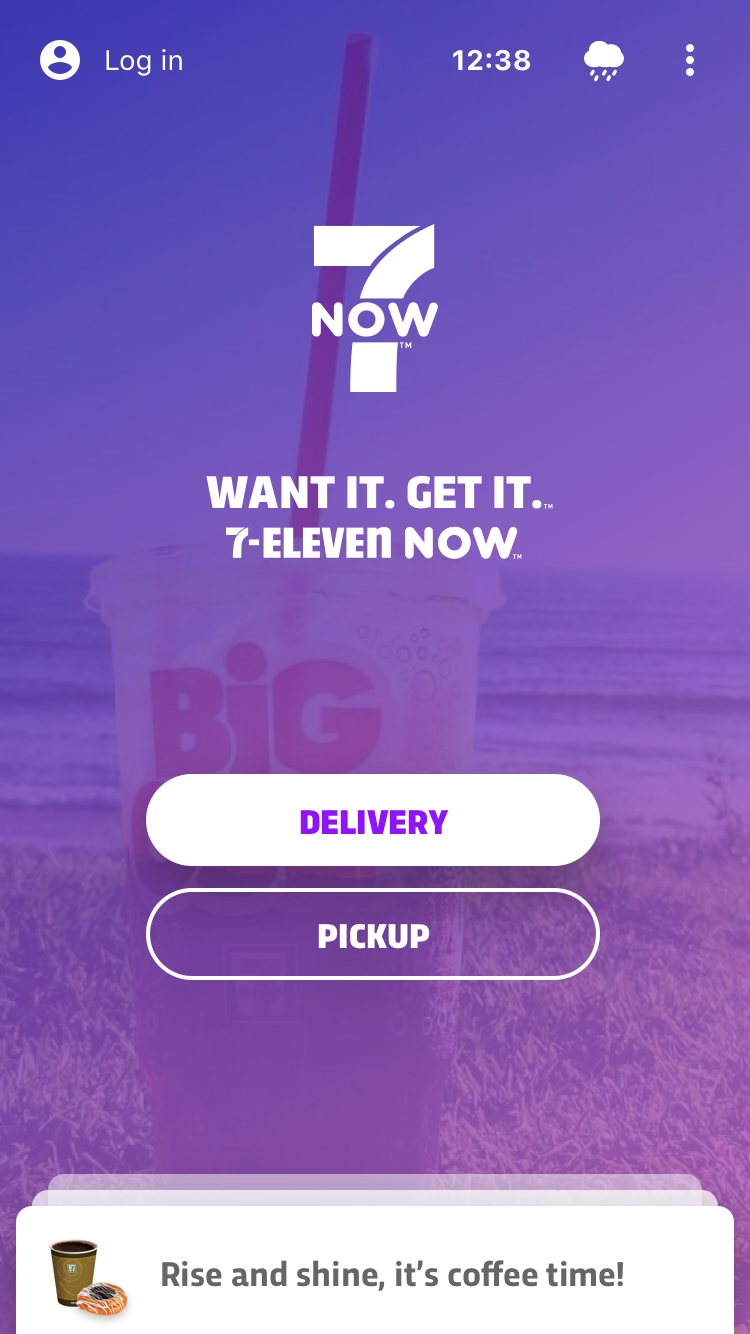 Log in 12:38
7
NOW™
WANT IT. GET IT.™
7-ELEVEn NOW™
BiG
DELIVERY
PICKUP
Rise and shine, it’s coffee time!